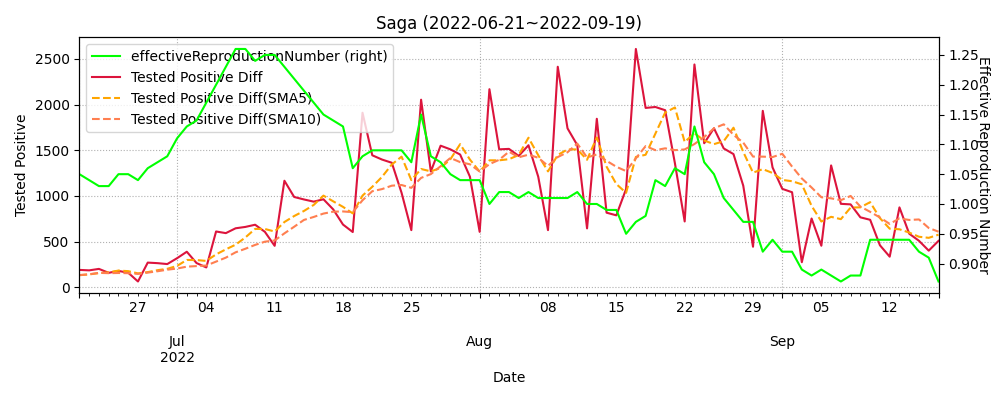 Saga (2022-06-21~2022-09-19)
effectiveReproductionNumber (right)
Tested Positive Diff
Tested Positive Diff(SMA5)
Tested Positive Diff(SMA10)
Tested Positive
2500
2000
1500
1000
500
0
1.25
1.20
1.15
1.10
1.05
1.00
0.95
0.90
Effective Reproduction Number
27 04 11 18 25 08 15 22 29 05 12
Jul Aug Sep
2022
Date